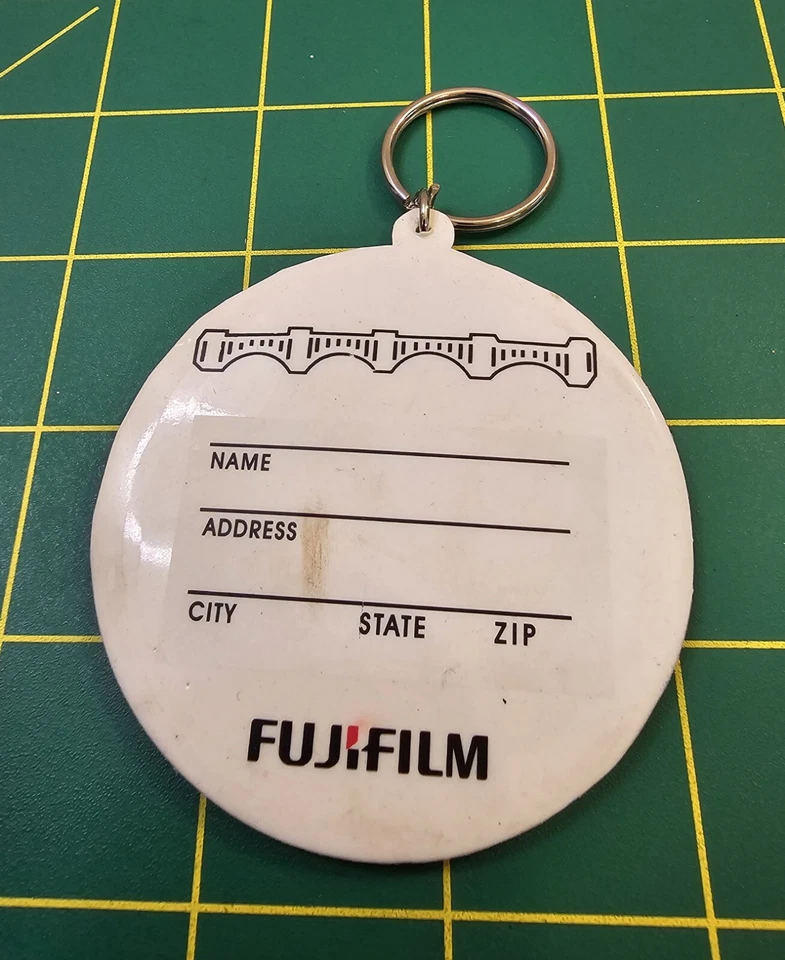 NAME
ADDRESS
CITY STATE ZIP
FUJIFILM